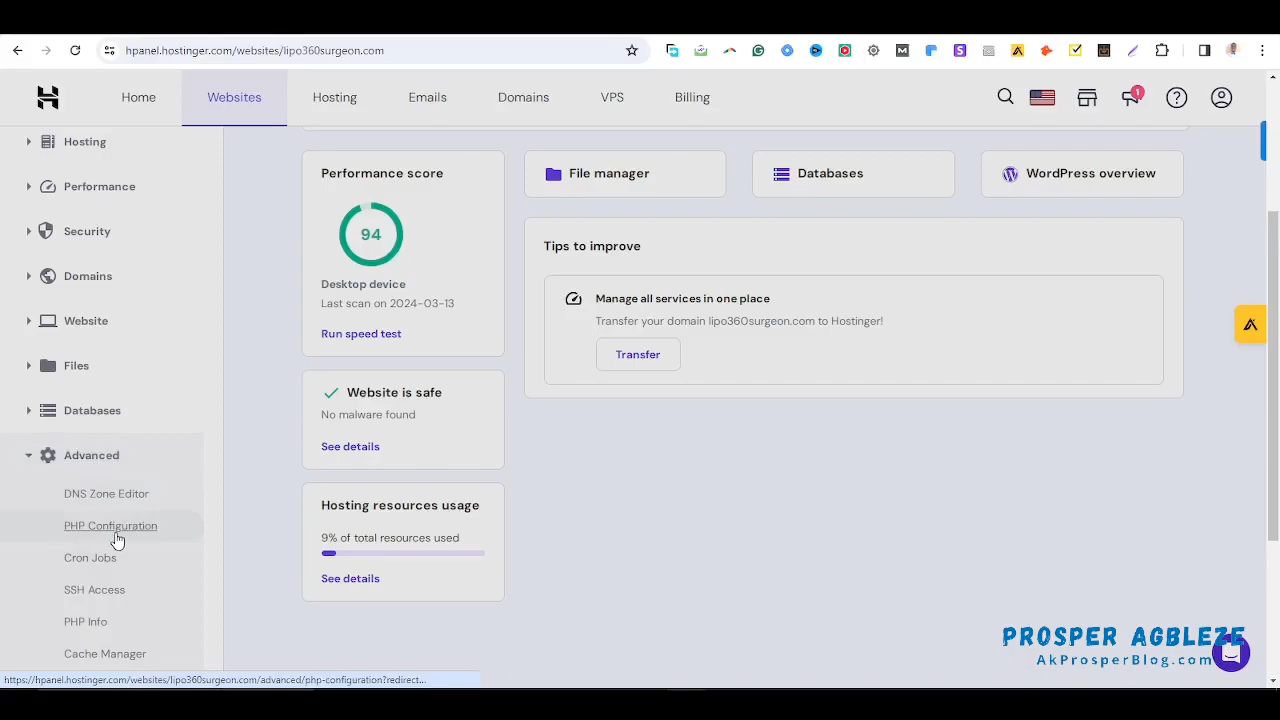 hpanel.hostinger.com/websites/lipo360surgeon.com
Home
Websites
Hosting
Emails
Domains
VPS
Billing
1
Hosting
Performance
Security
Domains
Website
Files
Databases
Advanced
DNS Zone Editor
PHP Configuration
Cron Jobs
SSH Access
PHP Info
Cache Manager
Performance score
94
Desktop device
Last scan on 2024-03-13
Run speed test
Website is safe
No malware found
See details
Hosting resources usage
9% of total resources used
See details
File manager
Databases
WordPress overview
Tips to improve
Manage all services in one place
Transfer your domain lipo360surgeon.com to Hostinger!
Transfer
PROSPER AGBLEZE
AkProsperBlog.com
https://hpanel.hostinger.com/websites/lipo360surgeon.com/advanced/php-configuration?redirect...